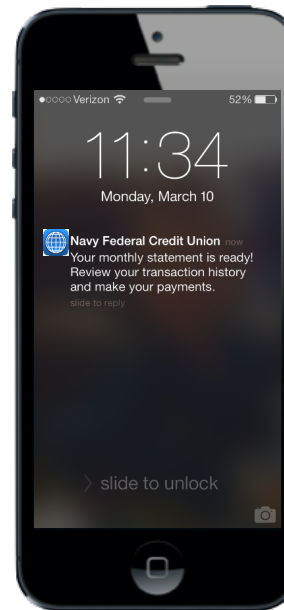 Verizon 52%
11:34
Monday, March 10
Navy Federal Credit Union now
Your monthly statement is ready!
Review your transaction history
and make your payments.
slide to reply
> slide to unlock